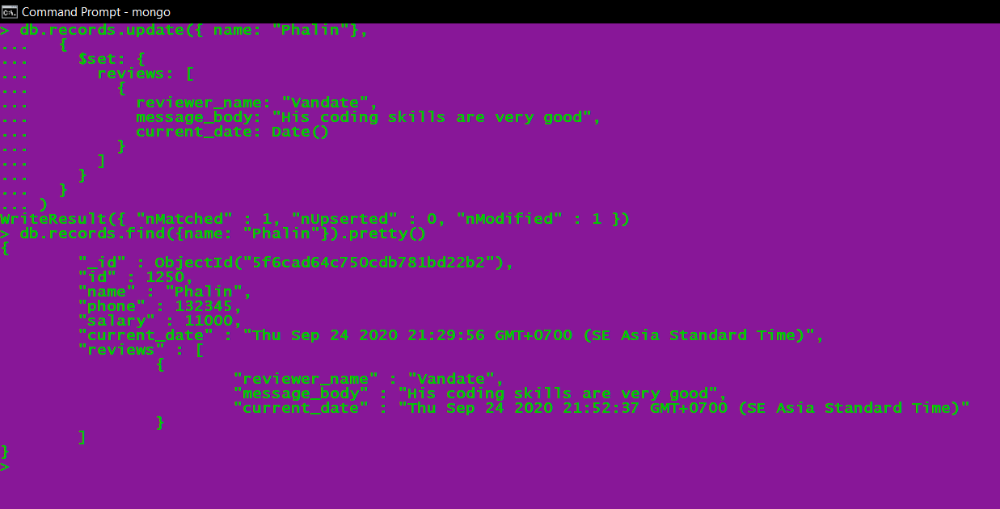 Command Prompt - mongo
> db.records.update({ name: "Phalin"},
...     {
...       $set: {
...         reviews: [
...           {
...             reviewer_name: "Vandate",
...             message_body: "His coding skills are very good",
...             current_date: Date()
...           }
...         ]
...       }
...     }
... )
WriteResult({ "nMatched" : 1, "nUpserted" : 0, "nModified" : 1 })
> db.records.find({name: "Phalin"}).pretty()
{
        "_id" : ObjectId("5f6cad64c750cdb781bd22b2"),
        "id" : 1250,
        "name" : "Phalin",
        "phone" : 132345,
        "salary" : 11000,
        "current_date" : "Thu Sep 24 2020 21:29:56 GMT+0700 (SE Asia Standard Time)",
        "reviews" : [
                {
                        "reviewer_name" : "Vandate",
                        "message_body" : "His coding skills are very good",
                        "current_date" : "Thu Sep 24 2020 21:52:37 GMT+0700 (SE Asia Standard Time)"
                }
        ]
}
>